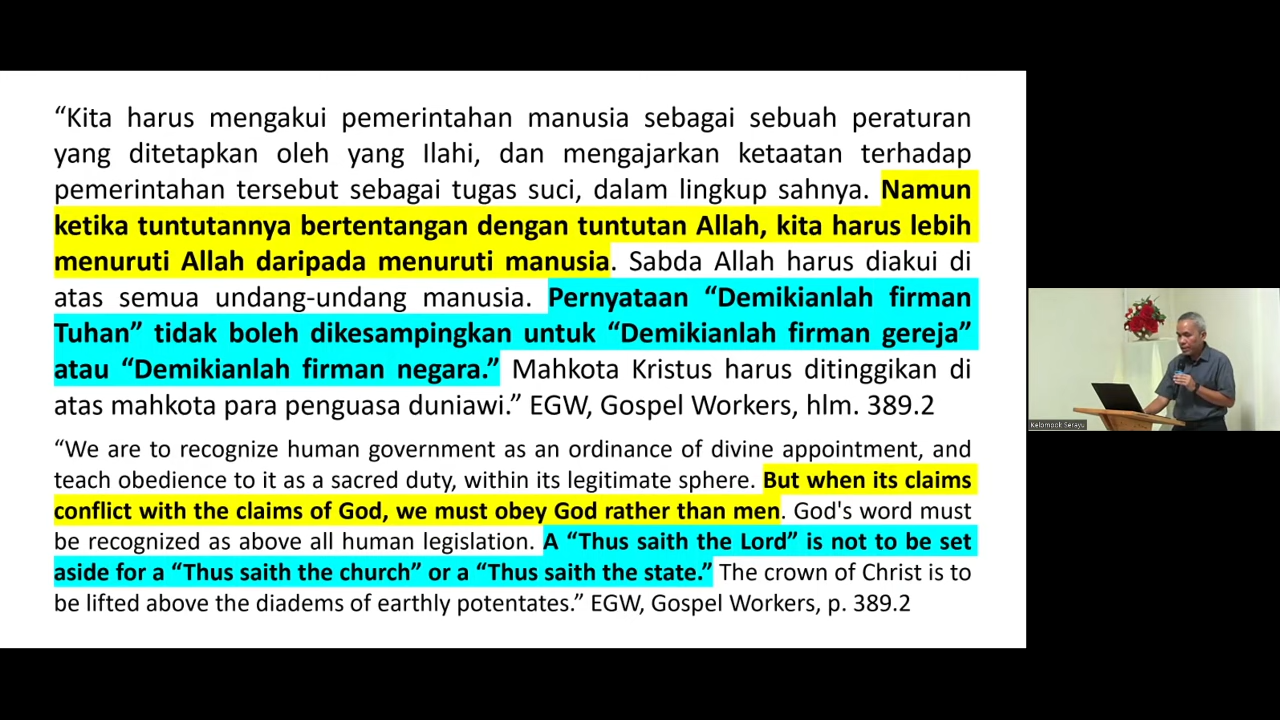 “Kita harus mengakui pemerintahan manusia sebagai sebuah peraturan
yang ditetapkan oleh yang Ilahi, dan mengajarkan ketaatan terhadap
pemerintahan tersebut sebagai tugas suci, dalam lingkup sahnya. Namun
ketika tuntutannya bertentangan dengan tuntutan Allah, kita harus lebih
menuruti Allah daripada menuruti manusia. Sabda Allah harus diakui di
atas semua undang-undang manusia. Pernyataan “Demikianlah firman
Tuhan” tidak boleh dikesampingkan untuk “Demikianlah firman gereja”
atau “Demikianlah firman negara.” Mahkota Kristus harus ditinggikan di
atas mahkota para penguasa duniawi.” EGW, Gospel Workers, hlm. 389.2
“We are to recognize human government as an ordinance of divine appointment, and
teach obedience to it as a sacred duty, within its legitimate sphere. But when its claims
conflict with the claims of God, we must obey God rather than men. God's word must
be recognized as above all human legislation. A “Thus saith the Lord” is not to be set
aside for a “Thus saith the church” or a “Thus saith the state.” The crown of Christ is to
be lifted above the diadems of earthly potentates.” EGW, Gospel Workers, p. 389.2
Kelompok Serayu